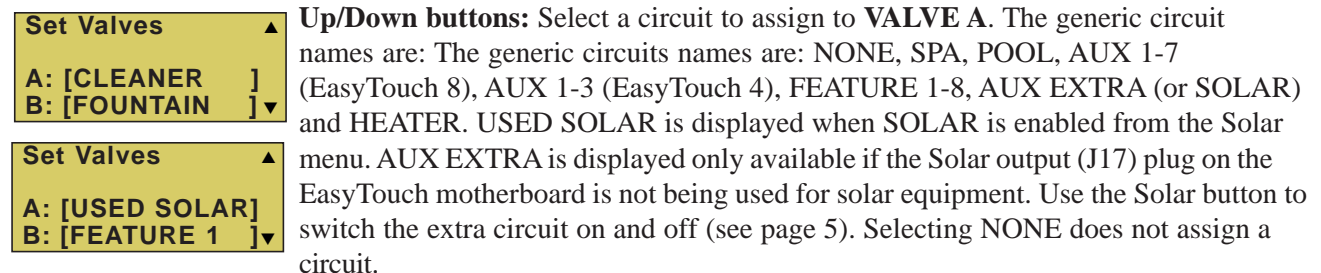 Set Valves ▲
A: [CLEANER ]
B: [FOUNTAIN ]▼
Set Valves ▲
A: [USED SOLAR]
B: [FEATURE 1 ]▼
Up/Down buttons: Select a circuit to assign to VALVE A. The generic circuit
names are: The generic circuits names are: NONE, SPA, POOL, AUX 1-7
(EasyTouch 8), AUX 1-3 (EasyTouch 4), FEATURE 1-8, AUX EXTRA (or SOLAR)
and HEATER. USED SOLAR is displayed when SOLAR is enabled from the Solar
menu. AUX EXTRA is displayed only available if the Solar output (J17) plug on the
EasyTouch motherboard is not being used for solar equipment. Use the Solar button to
switch the extra circuit on and off (see page 5). Selecting NONE does not assign a
circuit.